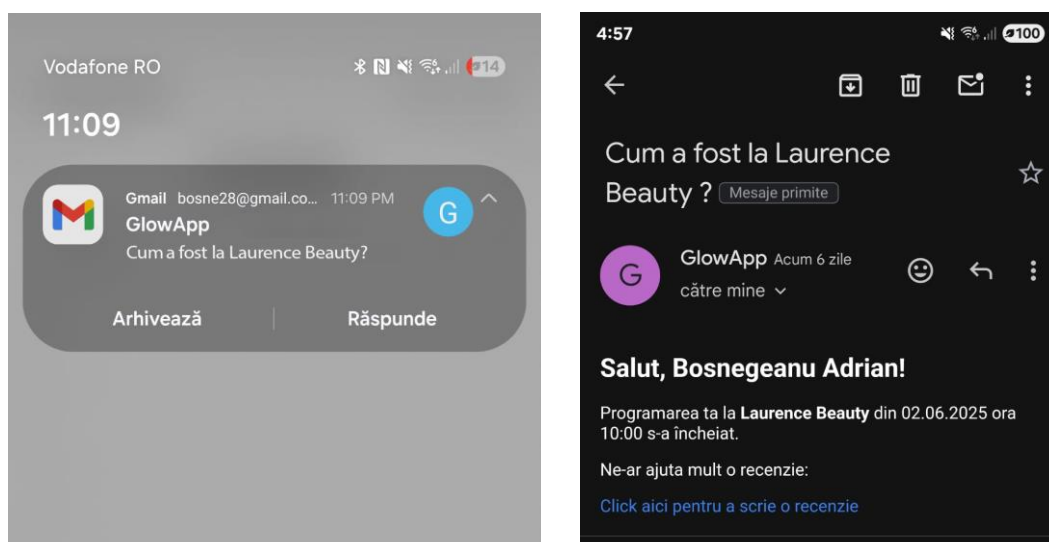 Vodafone RO
14
11:09
Gmail bosne28@gmail.co... 11:09 PM
GlowApp
G
Cum a fost la Laurence Beauty?
Arhivează
Răspunde
4:57
100
Cum a fost la Laurence
Beauty ? Mesaje primite
G
GlowApp Acum 6 zile
către mine
Salut, Bosnegeanu Adrian!
Programarea ta la Laurence Beauty din 02.06.2025 ora
10:00 s-a încheiat.
Ne-ar ajuta mult o recenzie:
Click aici pentru a scrie o recenzie